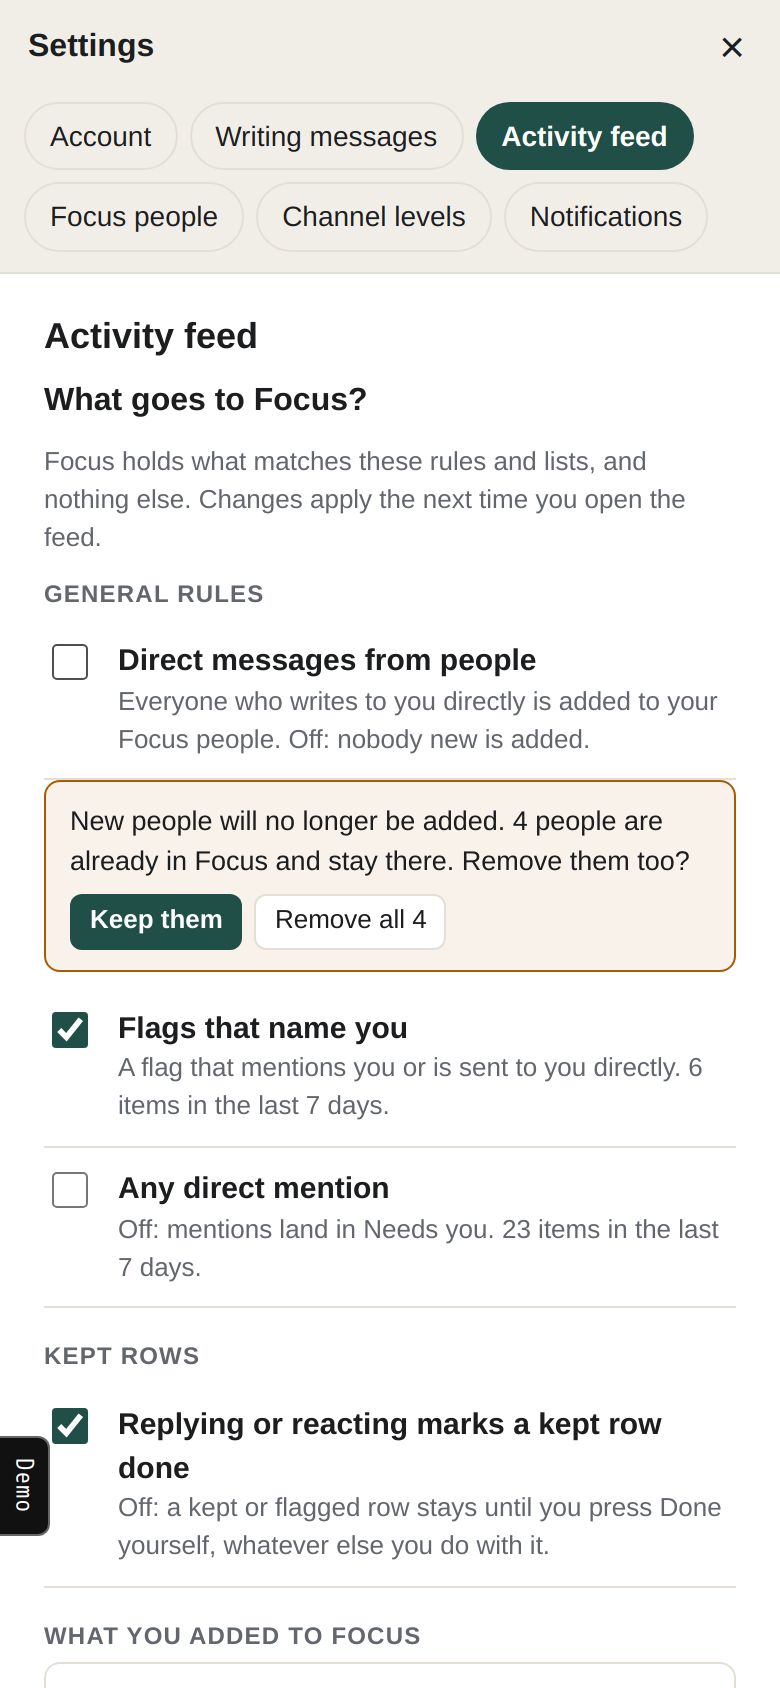 Settings
Account
Writing messages
Activity feed
Focus people
Channel levels
Notifications
Activity feed
What goes to Focus?
Focus holds what matches these rules and lists, and
nothing else. Changes apply the next time you open the
feed.
GENERAL RULES
Direct messages from people
Everyone who writes to you directly is added to your
Focus people. Off: nobody new is added.
New people will no longer be added. 4 people are
already in Focus and stay there. Remove them too?
Keep them
Remove all 4
Flags that name you
A flag that mentions you or is sent to you directly. 6
items in the last 7 days.
Any direct mention
Off: mentions land in Needs you. 23 items in the last
7 days.
KEPT ROWS
Replying or reacting marks a kept row
done
Off: a kept or flagged row stays until you press Done
yourself, whatever else you do with it.
Demo
WHAT YOU ADDED TO FOCUS